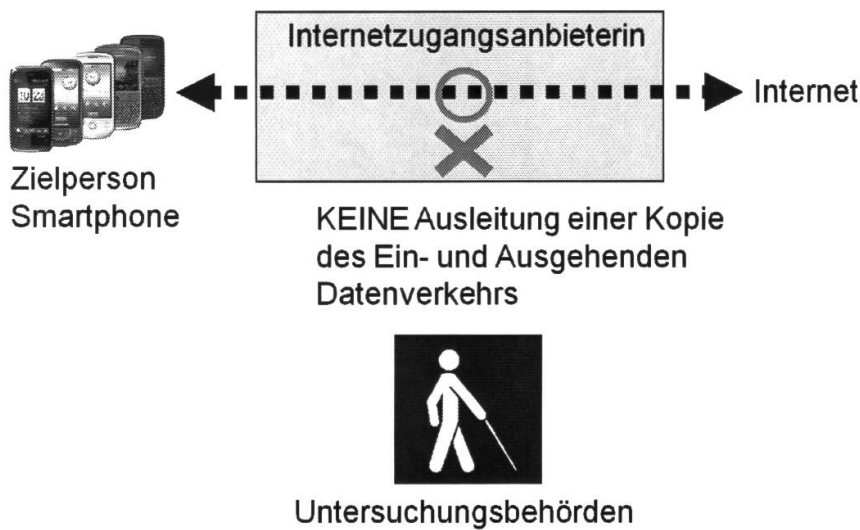 Internetzugangsanbieterin
Internet
Zielperson
Smartphone
KEINE Ausleitung einer Kopie
des Ein- und Ausgehenden
Datenverkehrs
Untersuchungsbehörden